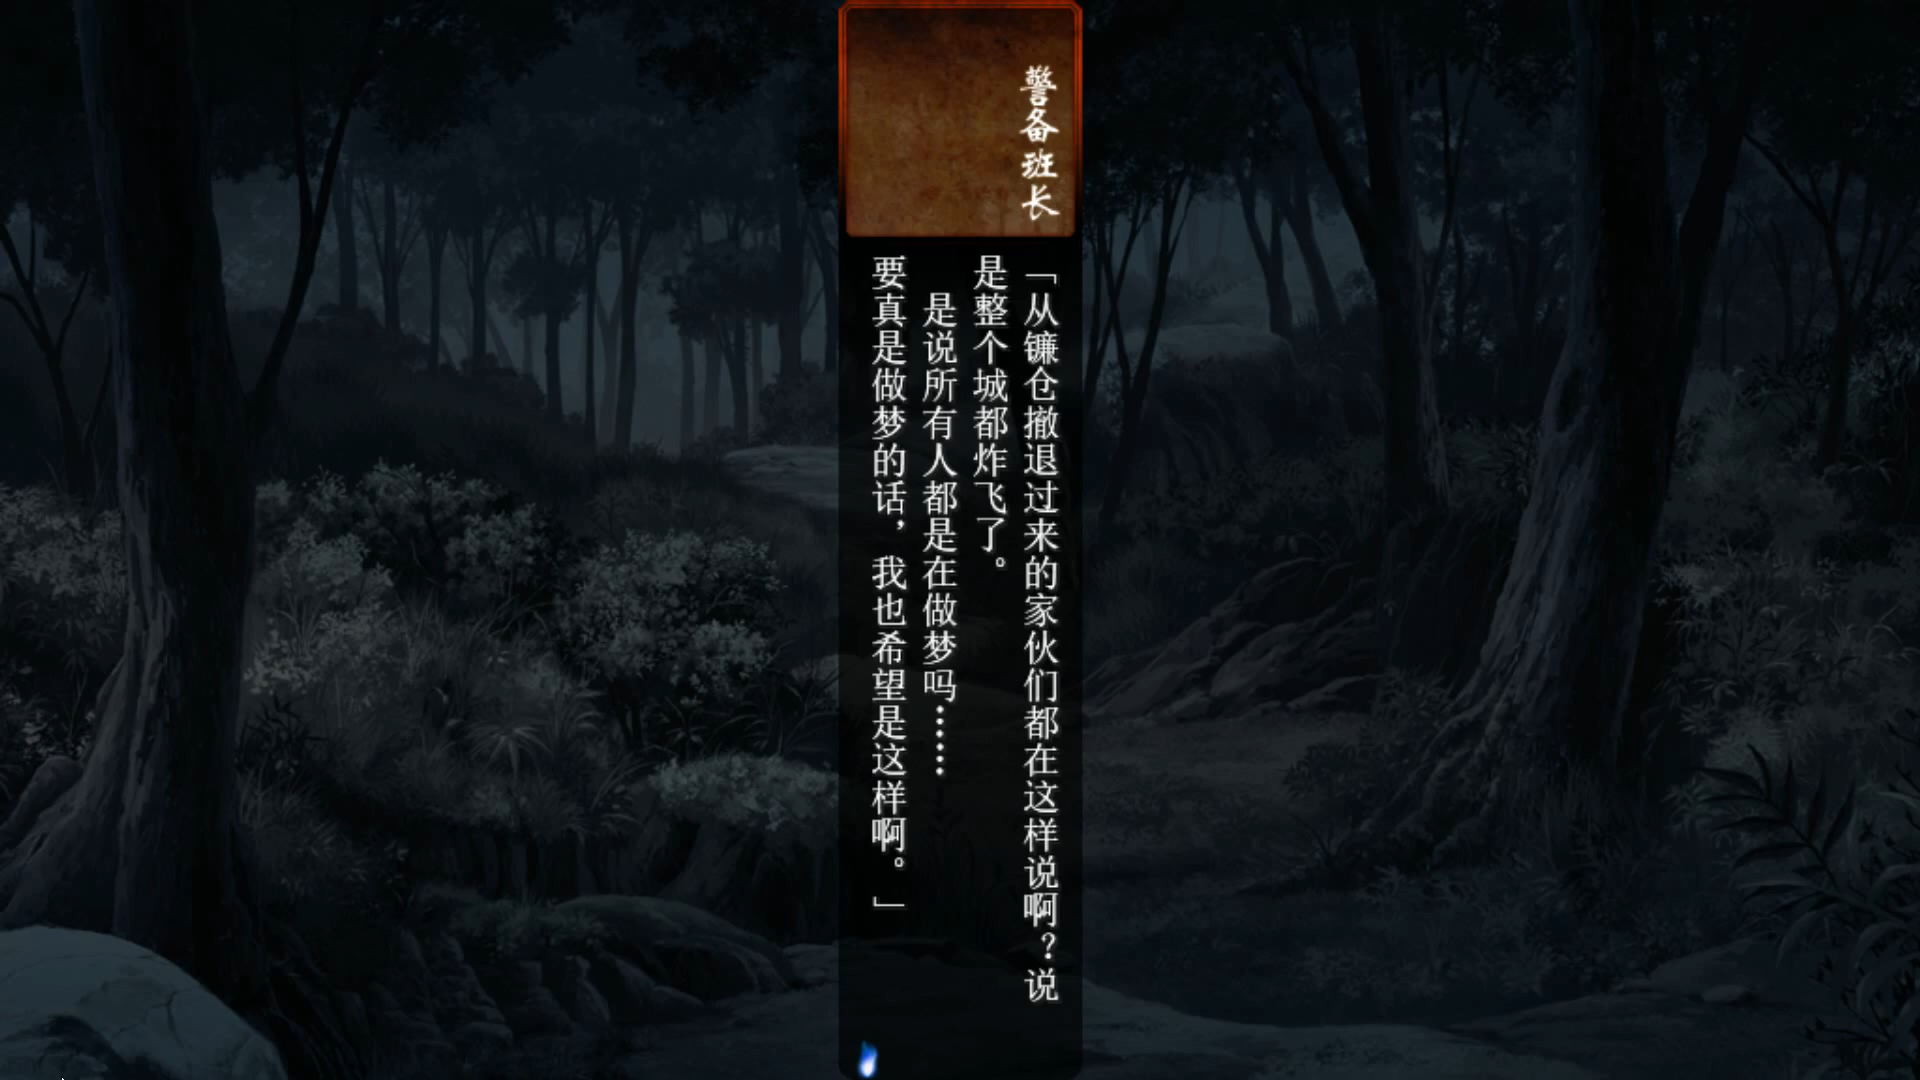 警备班长
「从镰仓撤退过来的家伙们都在这样说啊？说
是整个城都炸飞了。
是说所有人都是在做梦吗……
要真是做梦的话，我也希望是这样啊。」